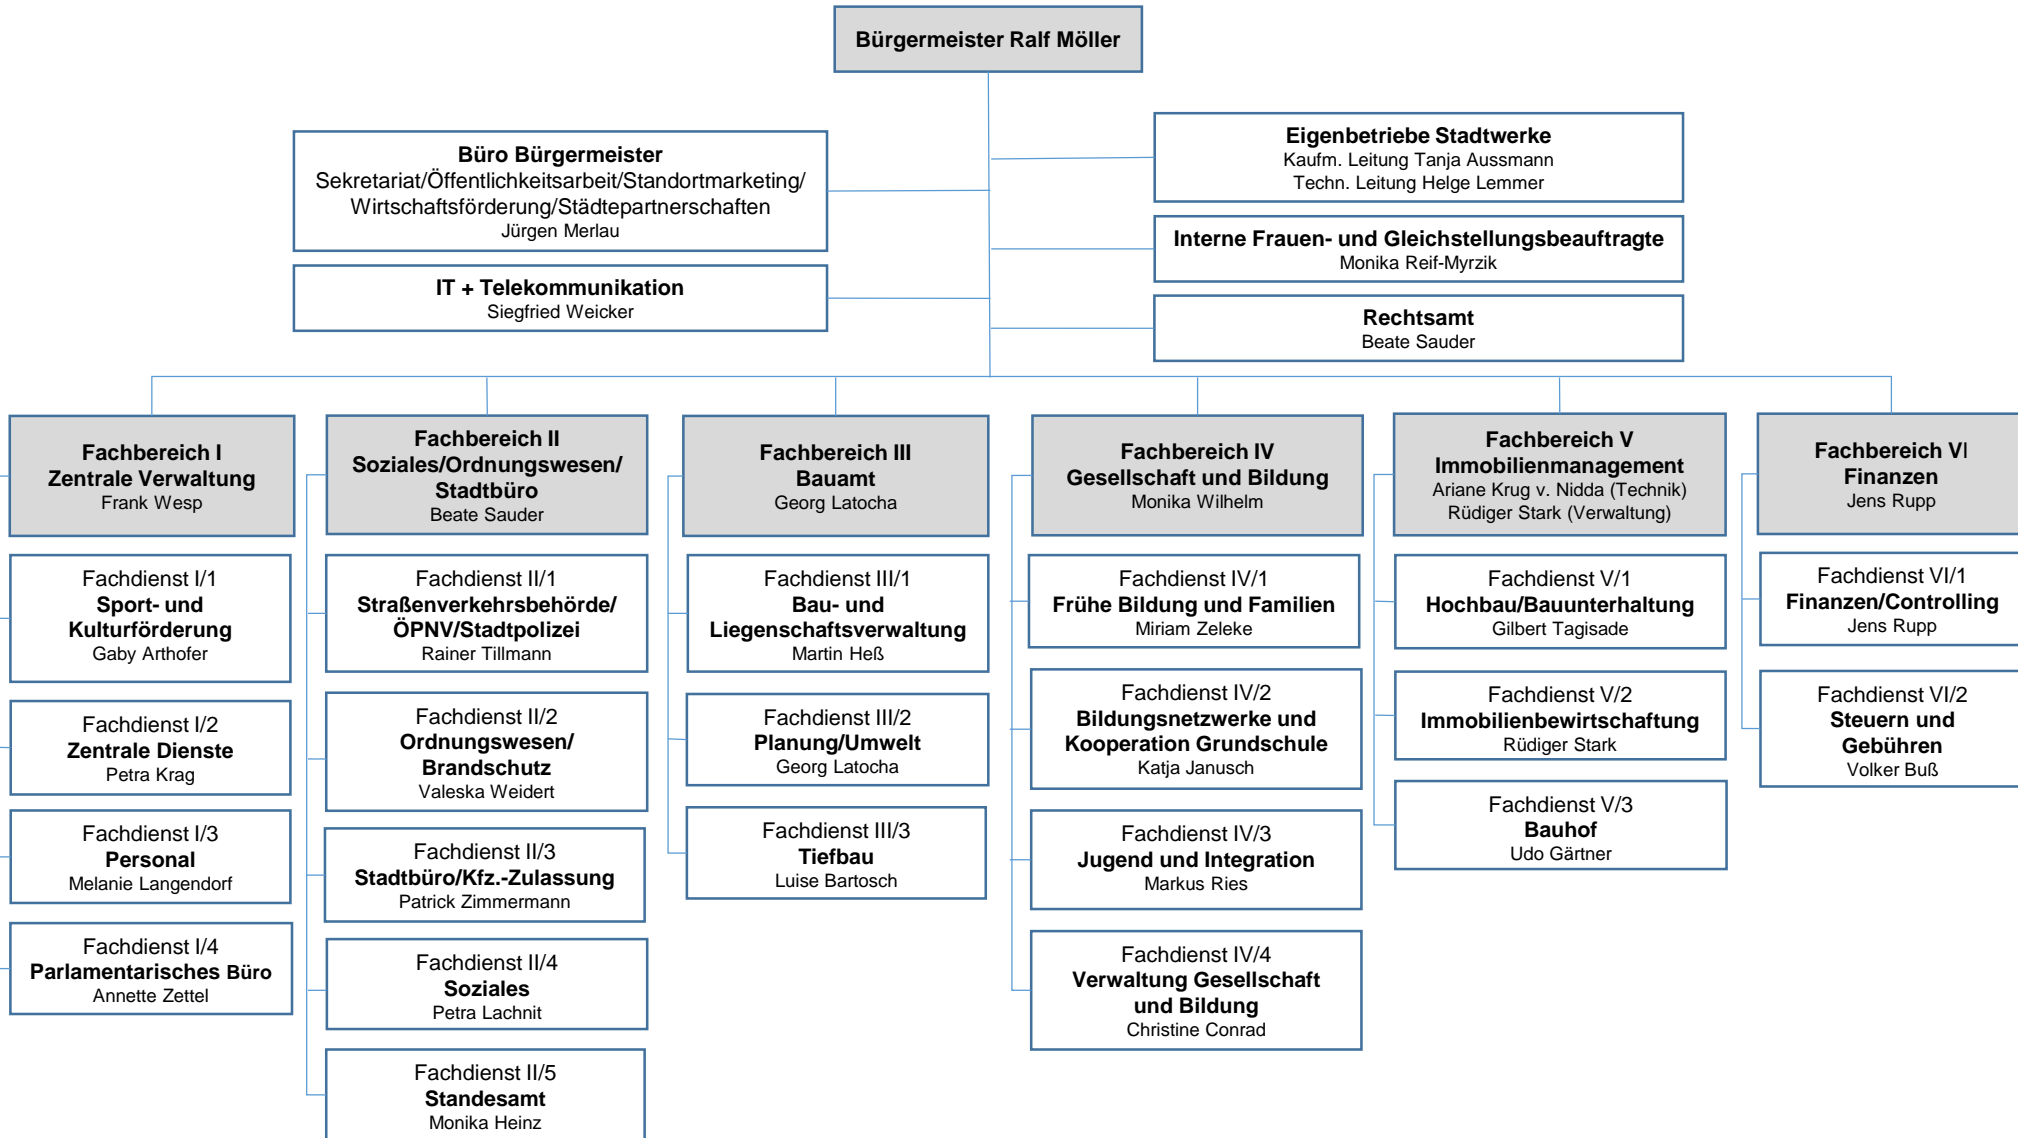 Bürgermeister Ralf Möller
Büro Bürgermeister
Sekretariat/Öffentlichkeitsarbeit/Standortmarketing/
Wirtschaftsförderung/Städtepartnerschaften
Jürgen Merlau
IT + Telekommunikation
Siegfried Weicker
Eigenbetriebe Stadtwerke
Kaufm. Leitung Tanja Aussmann
Techn. Leitung Helge Lemmer
Interne Frauen- und Gleichstellungsbeauftragte
Monika Reif-Myrzik
Rechtsamt
Beate Sauder
Fachbereich I
Zentrale Verwaltung
Frank Wesp
Fachdienst I/1
Sport- und
Kulturförderung
Gaby Arthofer
Fachdienst I/2
Zentrale Dienste
Petra Krag
Fachdienst I/3
Personal
Melanie Langendorf
Fachdienst I/4
Parlamentarisches Büro
Annette Zettel
Fachbereich II
Soziales/Ordnungswesen/
Stadtbüro
Beate Sauder
Fachdienst II/1
Straßenverkehrsbehörde/
ÖPNV/Stadtpolizei
Rainer Tillmann
Fachdienst II/2
Ordnungswesen/
Brandschutz
Valeska Weidert
Fachdienst II/3
Stadtbüro/Kfz.-Zulassung
Patrick Zimmermann
Fachdienst II/4
Soziales
Petra Lachnit
Fachdienst II/5
Standesamt
Monika Heinz
Fachbereich III
Bauamt
Georg Latocha
Fachdienst III/1
Bau- und
Liegenschaftsverwaltung
Martin Heß
Fachdienst III/2
Planung/Umwelt
Georg Latocha
Fachdienst III/3
Tiefbau
Luise Bartosch
Fachbereich IV
Gesellschaft und Bildung
Monika Wilhelm
Fachdienst IV/1
Frühe Bildung und Familien
Miriam Zeleke
Fachdienst IV/2
Bildungsnetzwerke und
Kooperation Grundschule
Katja Janusch
Fachdienst IV/3
Jugend und Integration
Markus Ries
Fachdienst IV/4
Verwaltung Gesellschaft
und Bildung
Christine Conrad
Fachbereich V
Immobilienmanagement
Ariane Krug v. Nidda (Technik)
Rüdiger Stark (Verwaltung)
Fachdienst V/1
Hochbau/Bauunterhaltung
Gilbert Tagisade
Fachdienst V/2
Immobilienbewirtschaftung
Rüdiger Stark
Fachdienst V/3
Bauhof
Udo Gärtner
Fachbereich VI
Finanzen
Jens Rupp
Fachdienst VI/1
Finanzen/Controlling
Jens Rupp
Fachdienst VI/2
Steuern und
Gebühren
Volker Buß